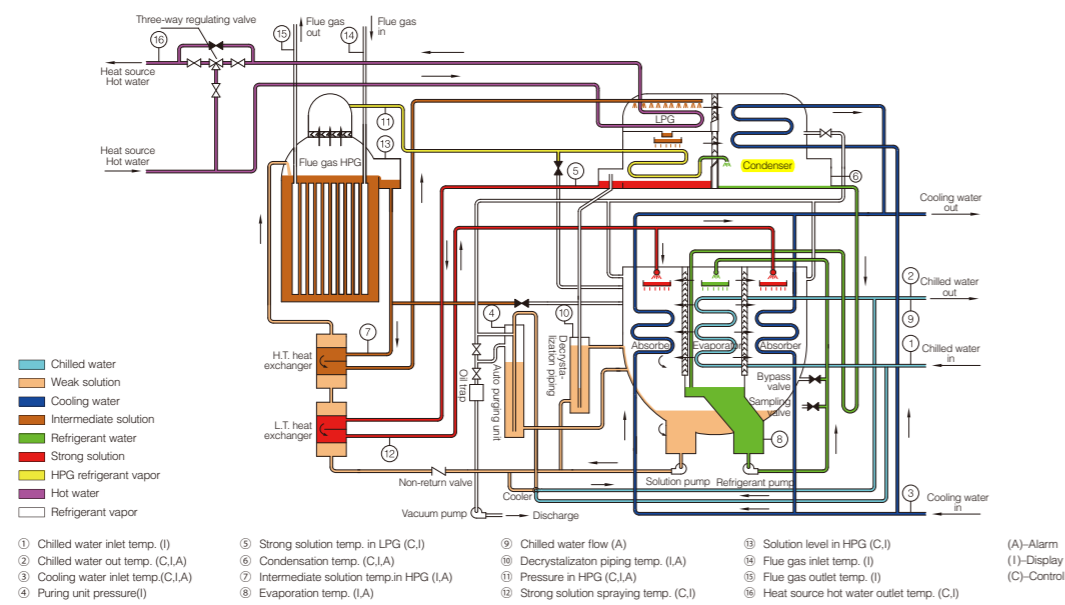 Three-way regulating valve
16
15
Flue gas
out
14
Flue gas
in
Heat source
Hot water
Heat source
Hot water
11
13
Flue gas HPG
LPG
Condenser
5
6
Cooling water
out
2
Chilled water
out
9
1
Chilled water
in
4
10
Decrysta-
lization piping
Auto purging unit
Oil trap
Absorber
Evaporator
Absorber
Bypass
valve
Sampling
valve
7
H.T. heat
exchanger
L.T. heat
exchanger
12
8
Non-return valve
Solution pump
Refrigerant pump
Cooler
Vacuum pump
Discharge
3
Cooling water
in
Chilled water
Weak solution
Cooling water
Intermediate solution
Refrigerant water
Strong solution
HPG refrigerant vapor
Hot water
Refrigerant vapor
① Chilled water inlet temp. (I)
② Chilled water out temp. (C,I,A)
③ Cooling water inlet temp.(C,I,A)
④ Puring unit pressure(I)
⑤ Strong solution temp. in LPG (C,I)
⑥ Condensation temp. (C,I,A)
⑦ Intermediate solution temp.in HPG (I,A)
⑧ Evaporation temp. (I,A)
⑨ Chilled water flow (A)
⑩ Decrystalizaton piping temp. (I,A)
⑪ Pressure in HPG (C,I,A)
⑫ Strong solution spraying temp. (C,I)
⑬ Solution level in HPG (C,I)
⑭ Flue gas inlet temp. (I)
⑮ Flue gas outlet temp. (I)
⑯ Heat source hot water outlet temp. (C,I)
(A)–Alarm
(I)–Display
(C)–Control